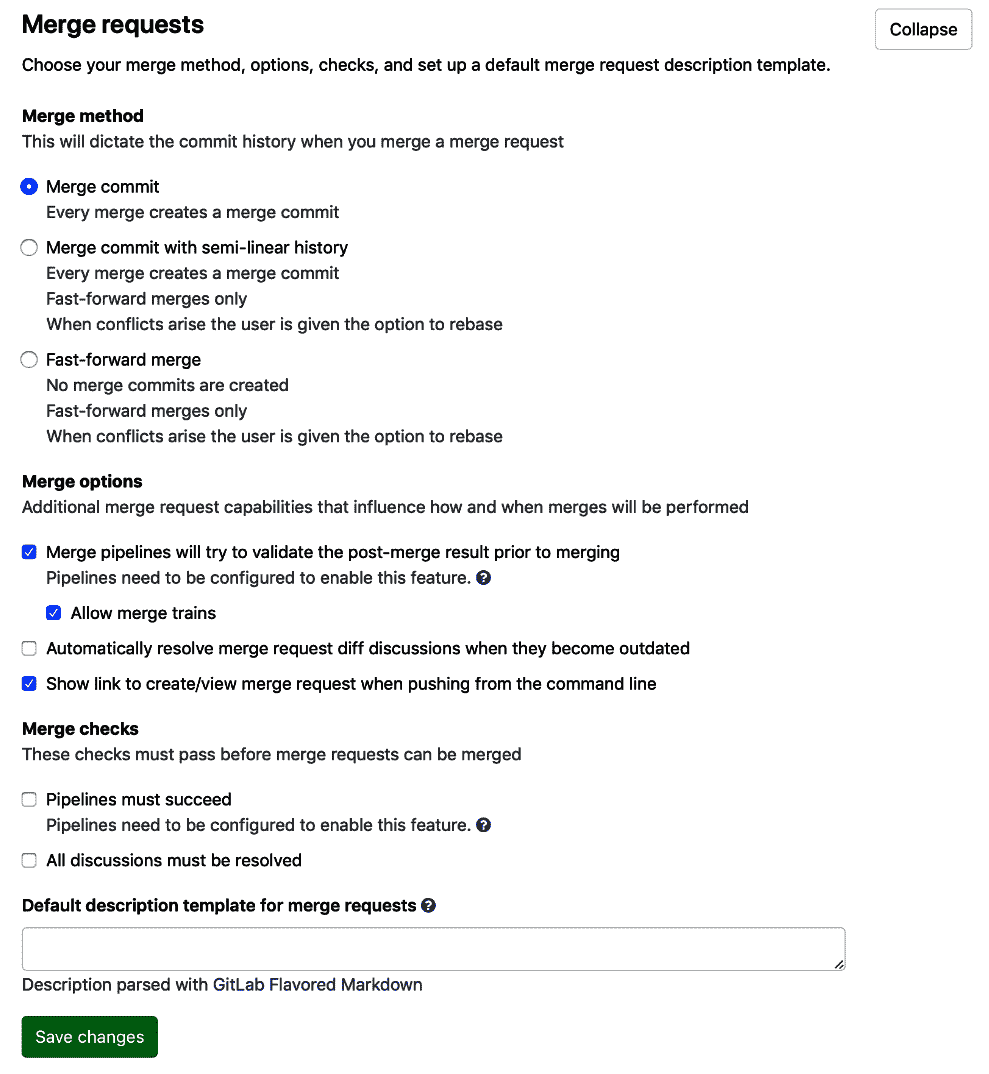 Merge requests
Collapse
Choose your merge method, options, checks, and set up a default merge request description template.
Merge method
This will dictate the commit history when you merge a merge request
Merge commit
Every merge creates a merge commit
Merge commit with semi-linear history
Every merge creates a merge commit
Fast-forward merges only
When conflicts arise the user is given the option to rebase
Fast-forward merge
No merge commits are created
Fast-forward merges only
When conflicts arise the user is given the option to rebase
Merge options
Additional merge request capabilities that influence how and when merges will be performed
Merge pipelines will try to validate the post-merge result prior to merging
Pipelines need to be configured to enable this feature. ?
Allow merge trains
Automatically resolve merge request diff discussions when they become outdated
Show link to create/view merge request when pushing from the command line
Merge checks
These checks must pass before merge requests can be merged
Pipelines must succeed
Pipelines need to be configured to enable this feature. ?
All discussions must be resolved
Default description template for merge requests ?
Description parsed with GitLab Flavored Markdown
Save changes